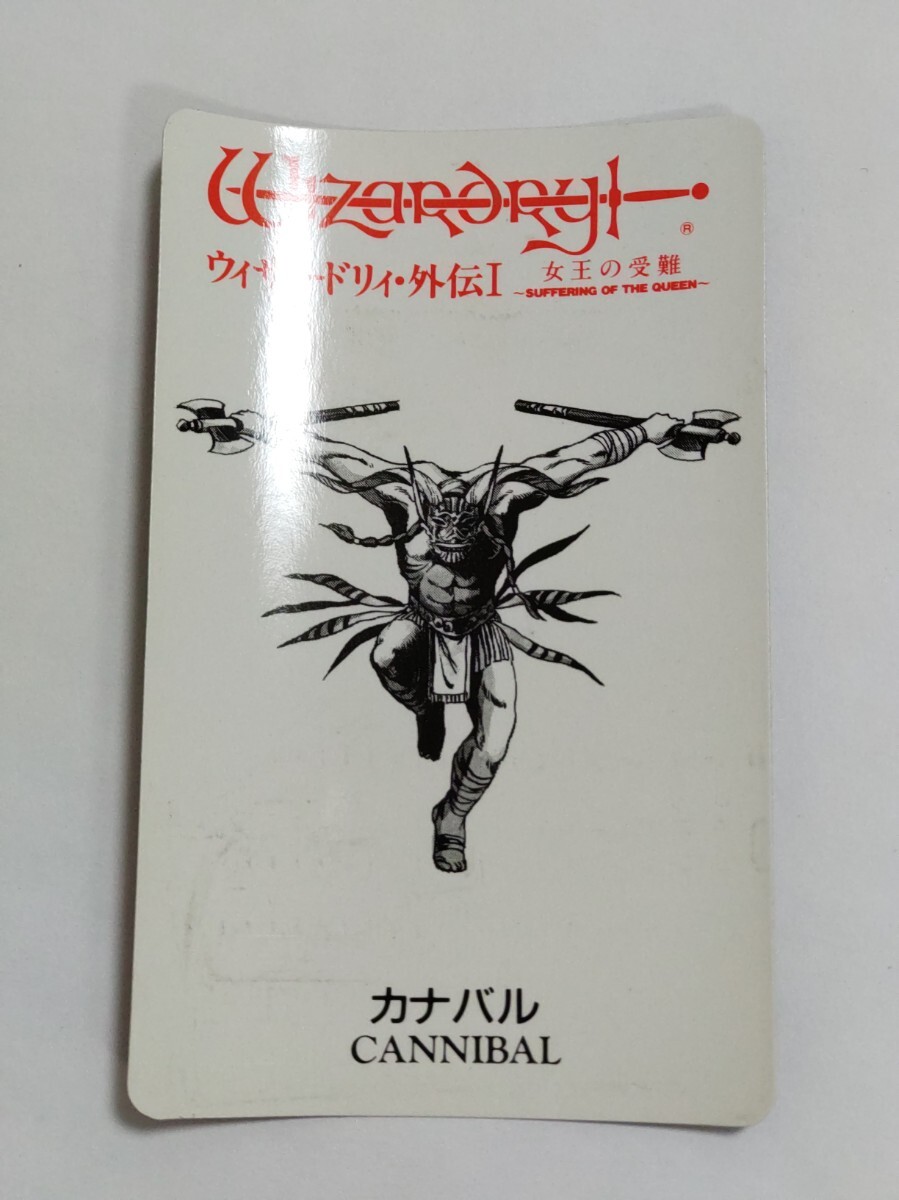 Wizardry
®
ウィザードリィ・外伝I
女王の受難
~SUFFERING OF THE QUEEN~
カナバル
CANNIBAL